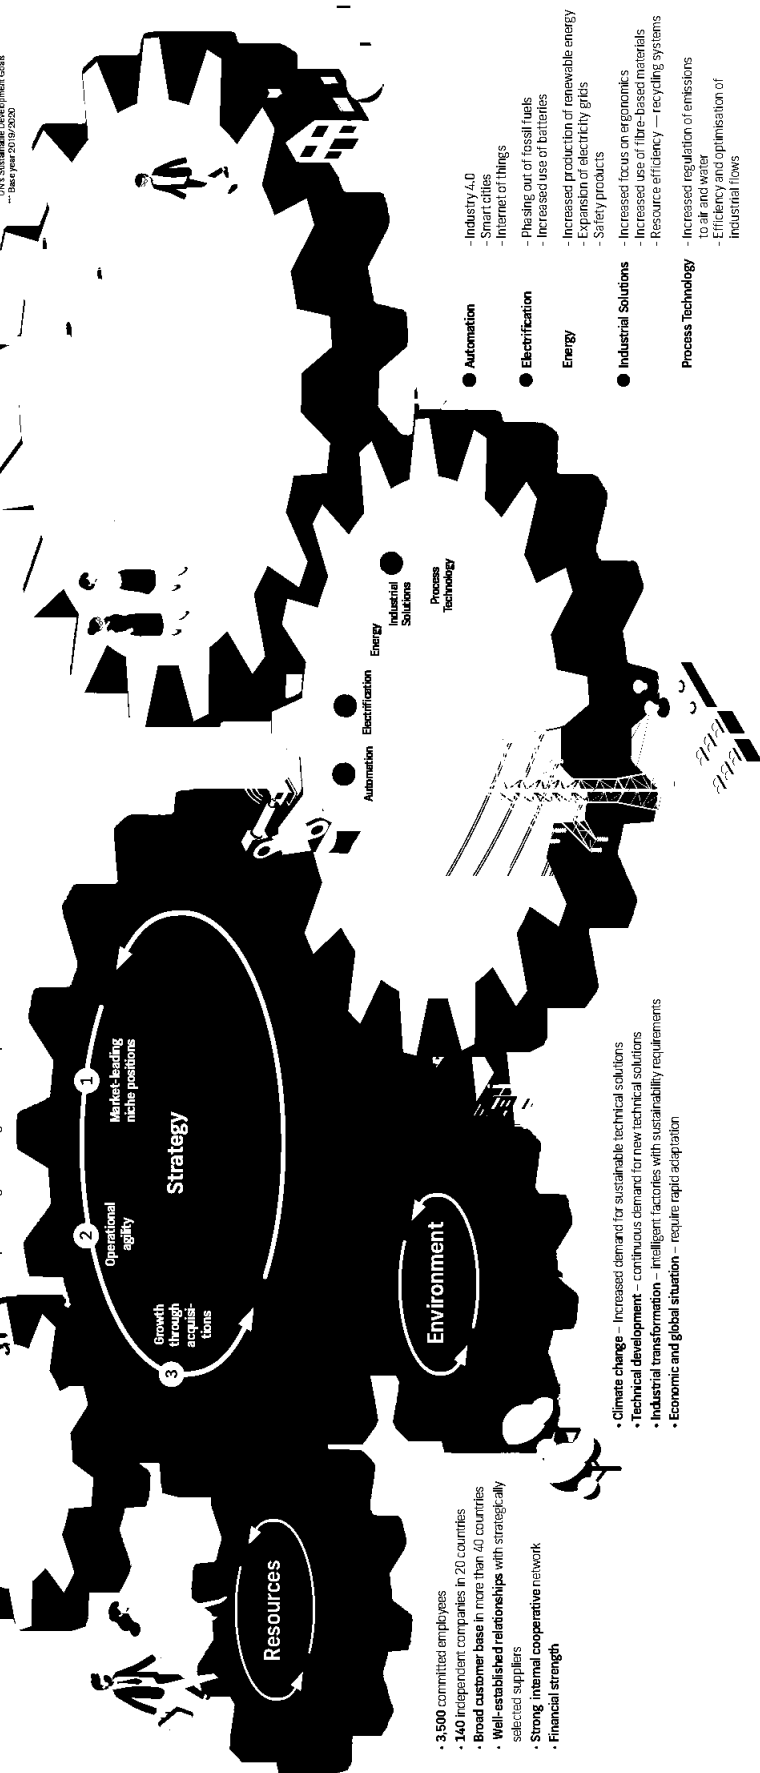 UN's Sustainable Development Goals
Base year 2019/2020
3
Growth
through
acquisi-
tions
2
Operational
agility
1
Market-leading
niche positions
Strategy
Resources
Environment
Automation
Electrification
Energy
Industrial
Solutions
Process
Technology
• 3,500 committed employees
• 140 independent companies in 20 countries
• Broad customer base in more than 40 countries
• Well-established relationships with strategically
selected suppliers
• Strong internal cooperative network
• Financial strength
• Climate change – Increased demand for sustainable technical solutions
• Technical development – continuous demand for new technical solutions
• Industrial transformation – intelligent factories with sustainability requirements
• Economic and global situation – require rapid adaptation
Automation – Industry 4.0
– Smart cities
– Internet of things
Electrification – Phasing out of fossil fuels
– Increased use of batteries
Energy – Increased production of renewable energy
– Expansion of electricity grids
– Safety products
Industrial Solutions – Increased focus on ergonomics
– Increased use of fibre-based materials
– Resource efficiency — recycling systems
Process Technology – Increased regulation of emissions
to air and water
– Efficiency and optimisation of
industrial flows